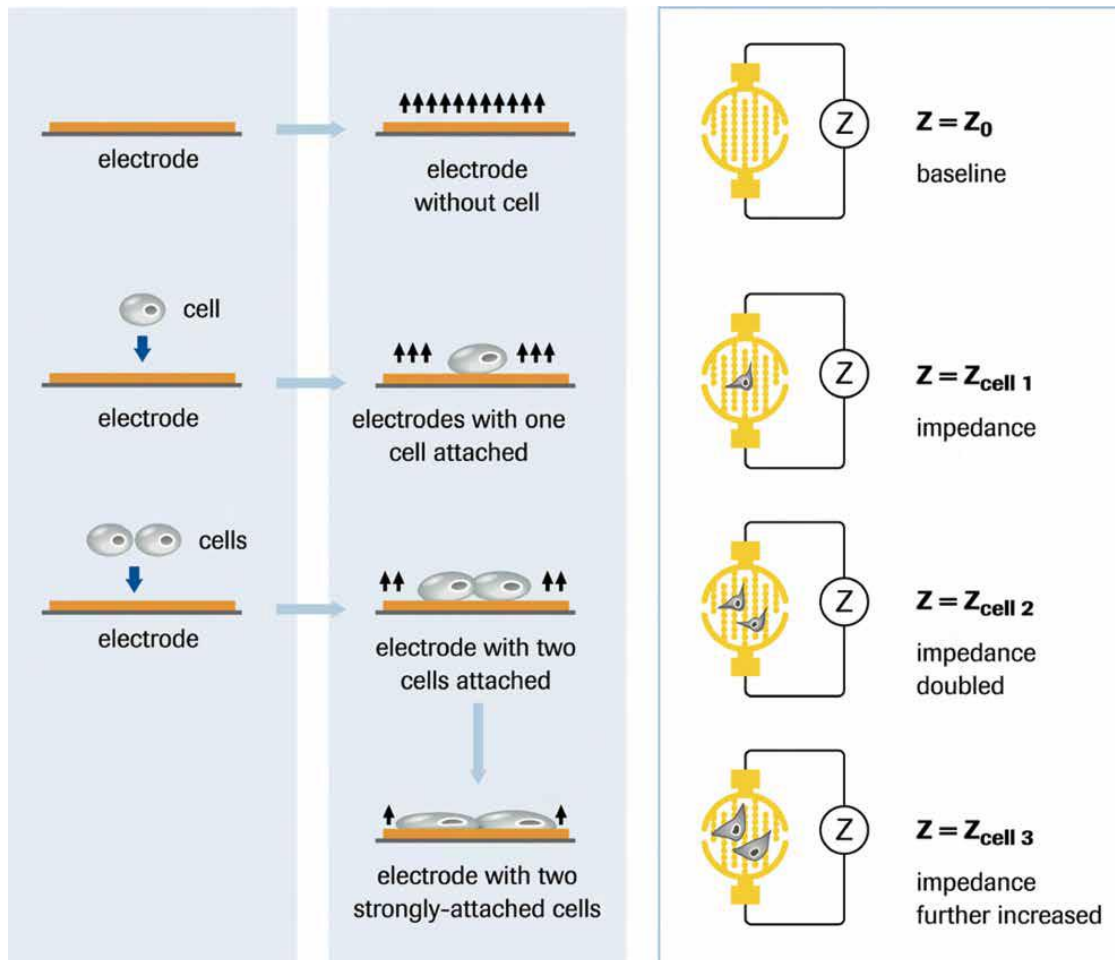 electrode
electrode
without cell
Z
Z = Z0
baseline
cell
electrode
electrodes with one
cell attached
Z
Z = Zcell 1
impedance
cells
electrode
electrode with two
cells attached
Z
Z = Zcell 2
impedance
doubled
electrode with two
strongly-attached cells
Z
Z = Zcell 3
impedance
further increased